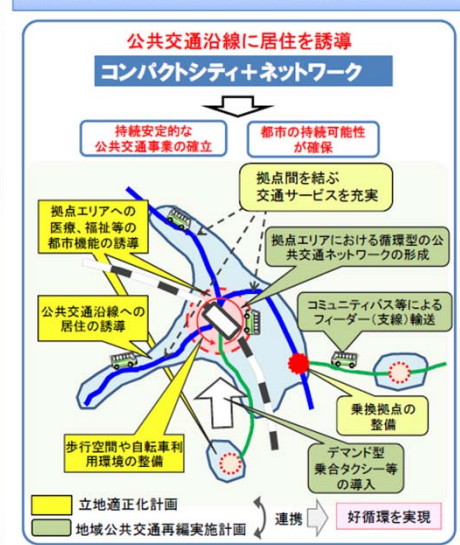 公共交通沿線に居住を誘導
コンパクトシティ+ネットワーク
持続安定的な
公共交通事業の確立
都市の持続可能性
が確保
拠点間を結ぶ
交通サービスを充実
拠点エリアへの
医療、福祉等の
都市機能の誘導
拠点エリアにおける循環型の公
共交通ネットワークの形成
公共交通沿線への
居住の誘導
コミュニティバス等による
フィーダー(支線)輸送
乗換拠点の
整備
歩行空間や自転車利
用環境の整備
デマンド型
乗合タクシー等
の導入
立地適正化計画
地域公共交通再編実施計画
連携
好循環を実現